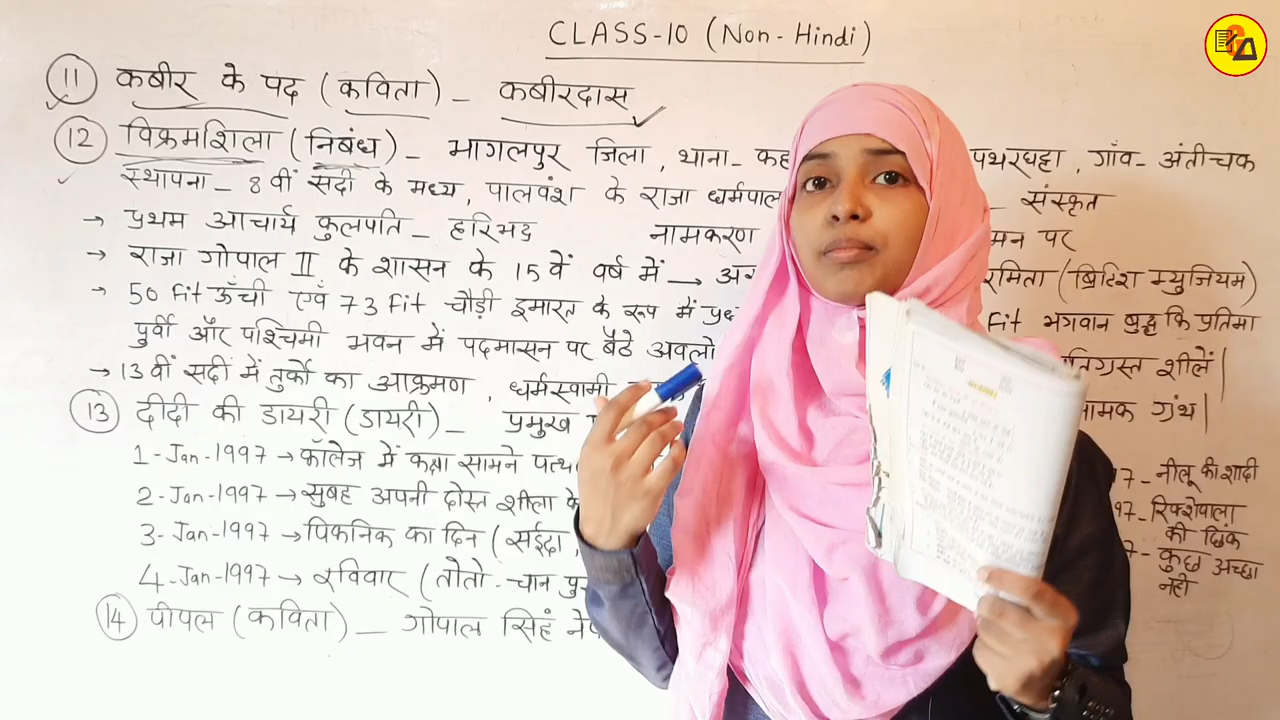 CLASS-10 (Non-Hindi)
11 कबीर के पद (कविता) - कबीरदास
12 विक्रमशिला (निबंध) - भागलपुर जिला, थाना- कह पथरघट्टा, गाँव- अंतीचक
स्थापना - 8 वीं सदी के मध्य, पालवंश के राजा धर्मपाल - संस्कृत
→ प्रथम आचार्य कुलपति - हरिभद्र नामकरण मन पर
→ राजा गोपाल II के शासन के 15 वें वर्ष में → रमिता (ब्रिटिश म्युजियम)
→ 50 Fit ऊँची एवं 73 Fit चौड़ी इमारत के रूप में Fit भगवान बुद्ध कि प्रतिमा
पुर्वी और पश्चिमी भवन में पदमासन पर बैठे अवलो तिग्रस्त शीलें|
→ 13 वीं सदी में तुर्को का आक्रमण, धर्मस्वामी नामक ग्रंथ|
13 दीदी की डायरी (डायरी) - प्रमुख
1-Jan-1997 → कॉलेज में कक्षा सामने पत्थ 97 - नीलू की शादी
2-Jan-1997 → सुबह अपनी दोस्त शीला के 97 - रिक्शेवाला
3-Jan-1997 → पिकनिक का दिन (सईदा, की
4-Jan-1997 → रविवार (तोतो-चान पु 7 - कुछ अच्छा
नही
14 पीपल (कविता) - गोपाल सिंह ने